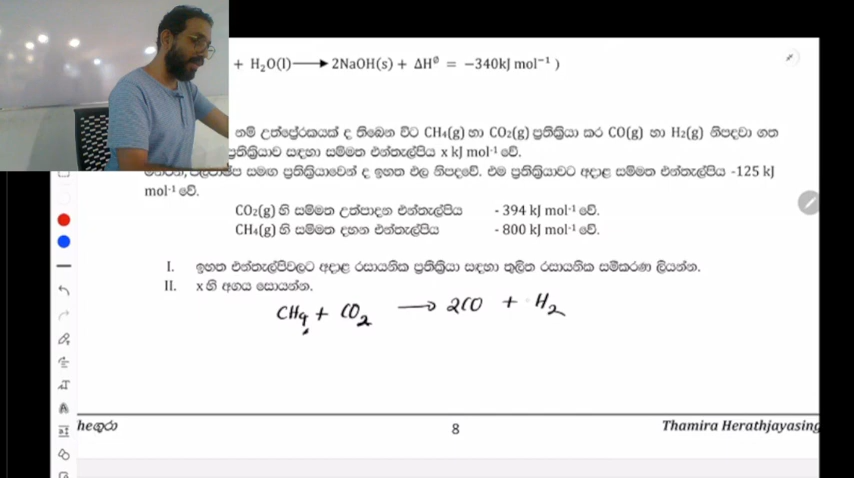 + H₂O(l)⟶ 2NaOH(s) + ΔH⁰ = −340kJ mol⁻¹ )
නම් උත්ප්‍රේරකයක් ද තිබෙන විට CH₄(g) හා CO₂(g) ප්‍රතික්‍රියා කර CO(g) හා H₂(g) නිපදවා ගත
ප්‍රතික්‍රියාව සඳහා සම්මත එන්තැල්පිය x kJ mol⁻¹ වේ.
සමඟ ප්‍රතික්‍රියාවෙන් ද ඉහත ඵල නිපදවේ. එම ප්‍රතික්‍රියාවට අදාළ සම්මත එන්තැල්පිය -125 kJ
mol⁻¹ වේ.
CO₂(g) හි සම්මත උත්පාදන එන්තැල්පිය - 394 kJ mol⁻¹ වේ.
CH₄(g) හි සම්මත දහන එන්තැල්පිය - 800 kJ mol⁻¹ වේ.
I. ඉහත එන්තැල්පිවලට අදාළ රසායනික ප්‍රතික්‍රියා සඳහා තුලිත රසායනික සමීකරණ ලියන්න.
II. x හි අගය සොයන්න.
CH₄ + CO₂ ⟶ 2CO + H₂
8
Thamira Herathjayasing